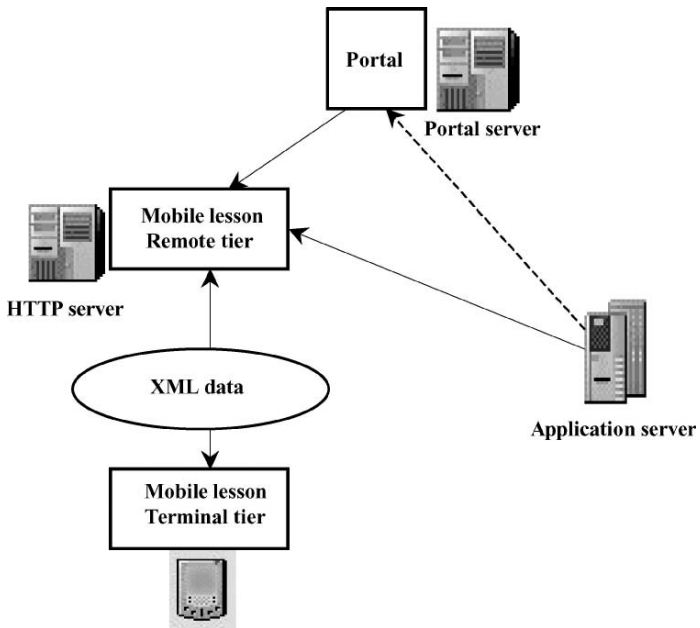 Portal
Portal server
Mobile lesson
Remote tier
HTTP server
XML data
Application server
Mobile lesson
Terminal tier